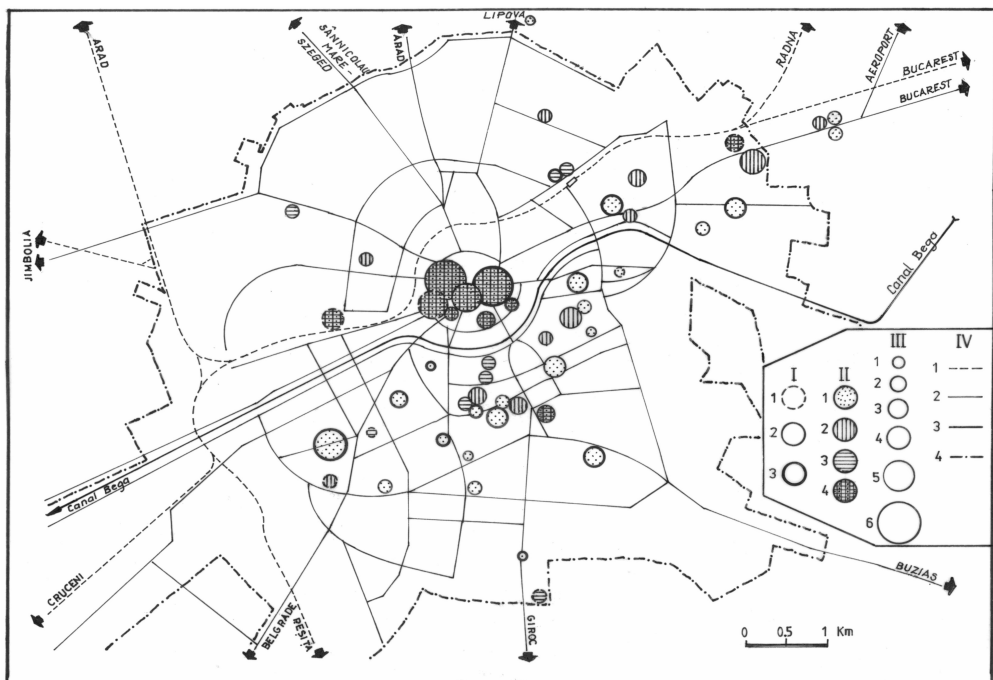 ARAD
SÂNNICOLAU
MARE-
SZEGED
ARAD
LIPOVA
RADNA
AEROPORT
BUCAREST
BUCAREST
JIMBOLIA
Canal Bega
Canal Bega
CRUCENI
BELGRADE
RESITA
GIROC
BUZIAS
I
1
2
3
II
1
2
3
4
III
1
2
3
4
5
6
IV
1
2
3
4
0 0.5 1 Km